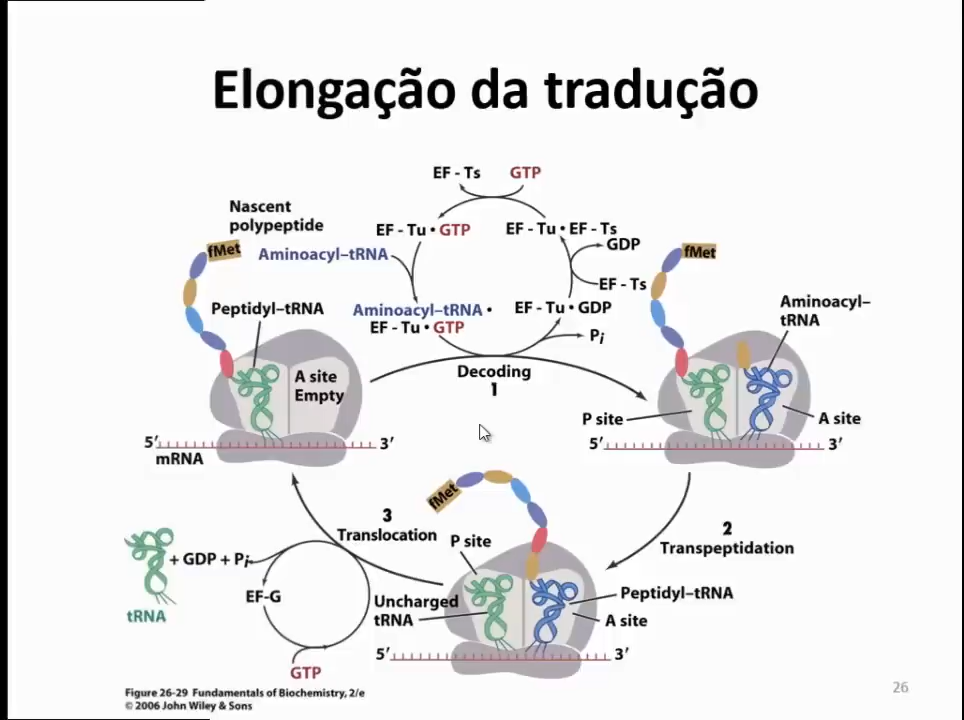 Elongação da tradução
EF - Ts GTP
Nascent
polypeptide
fMet
EF - Tu • GTP
EF - Tu • EF - Ts
GDP
Aminoacyl–tRNA
EF - Ts
Peptidyl–tRNA
Aminoacyl–tRNA •
EF - Tu • GTP
EF - Tu • GDP
Pi
A site
Empty
Decoding
1
5′ 3′
mRNA
fMet
Aminoacyl–
tRNA
P site
A site
5′ 3′
2
Transpeptidation
fMet
3
Translocation
P site
Peptidyl–tRNA
Uncharged
tRNA
A site
5′ 3′
+ GDP + Pi
tRNA
EF-G
GTP
Figure 26-29 Fundamentals of Biochemistry, 2/e
© 2006 John Wiley & Sons
26